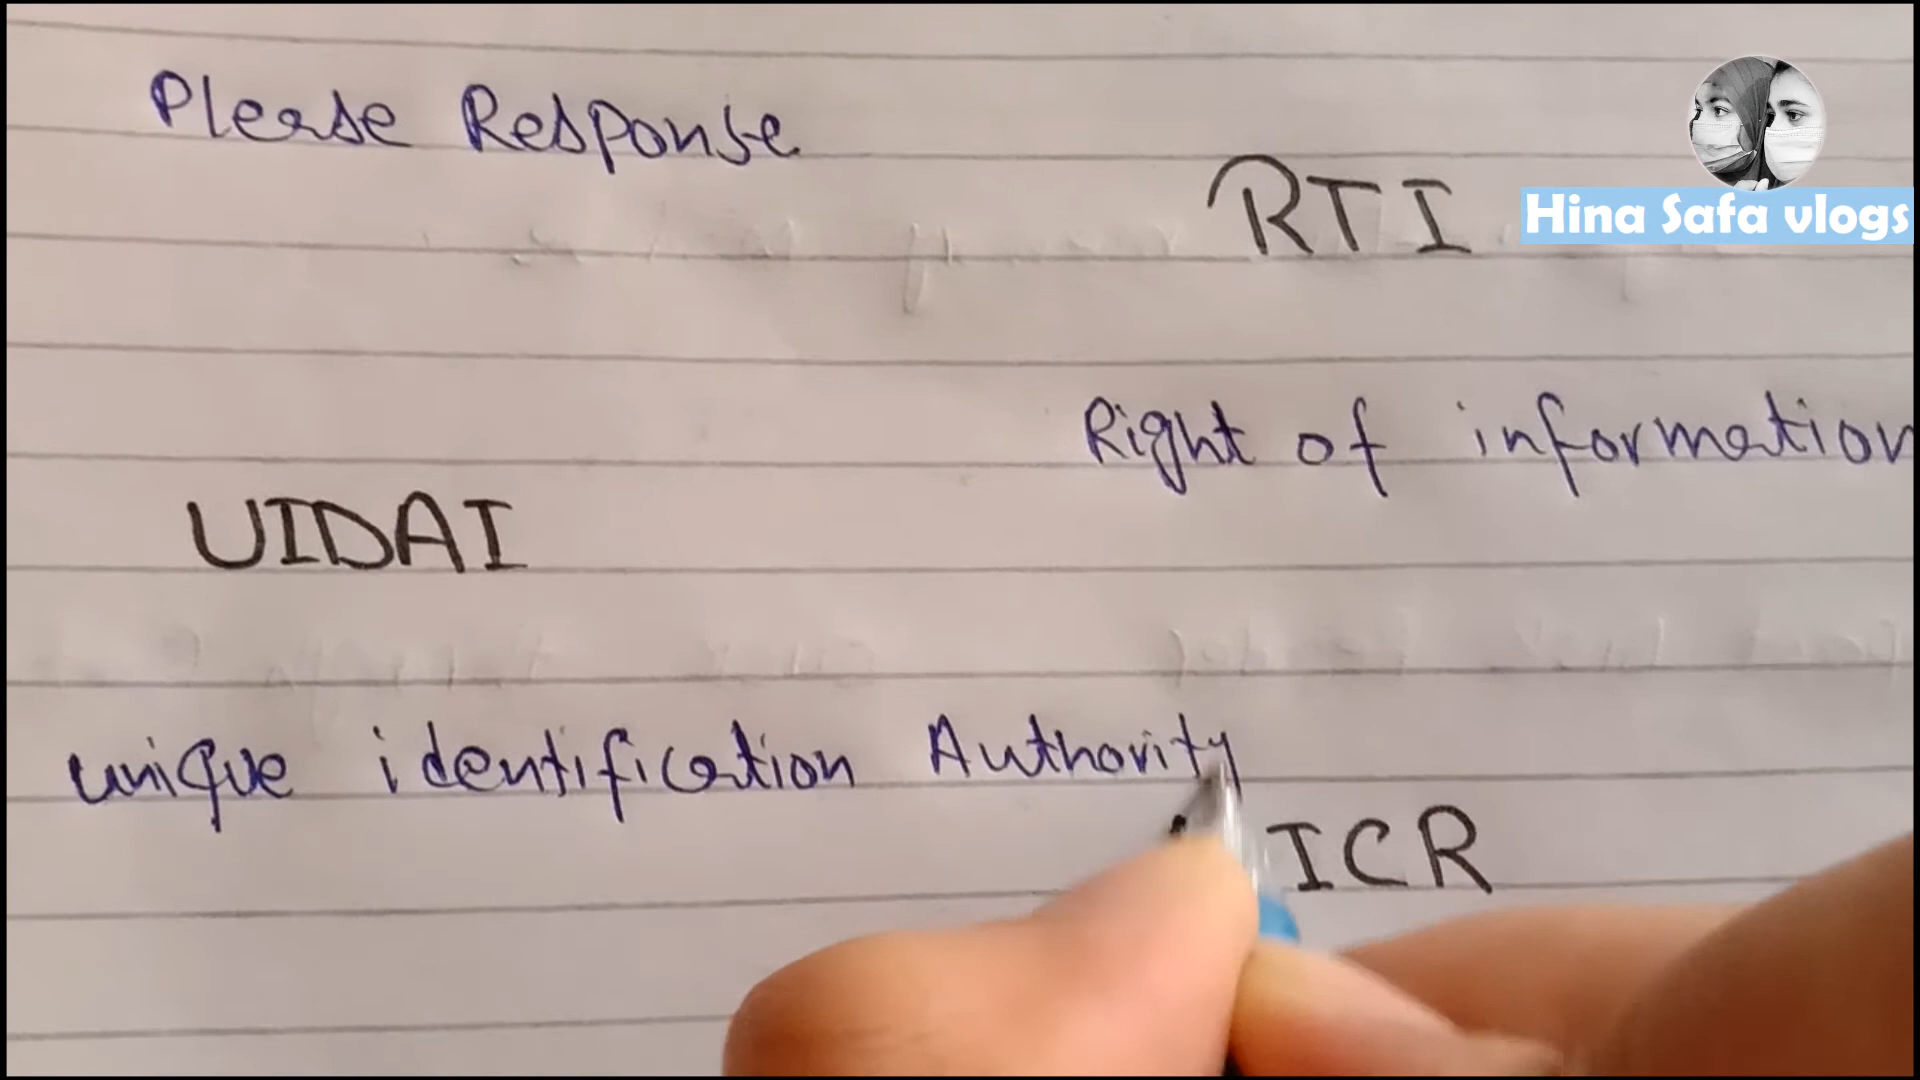 Please Response
RTI
Hina Safa vlogs
Right of information
UIDAI
unique identification Authority
ICR